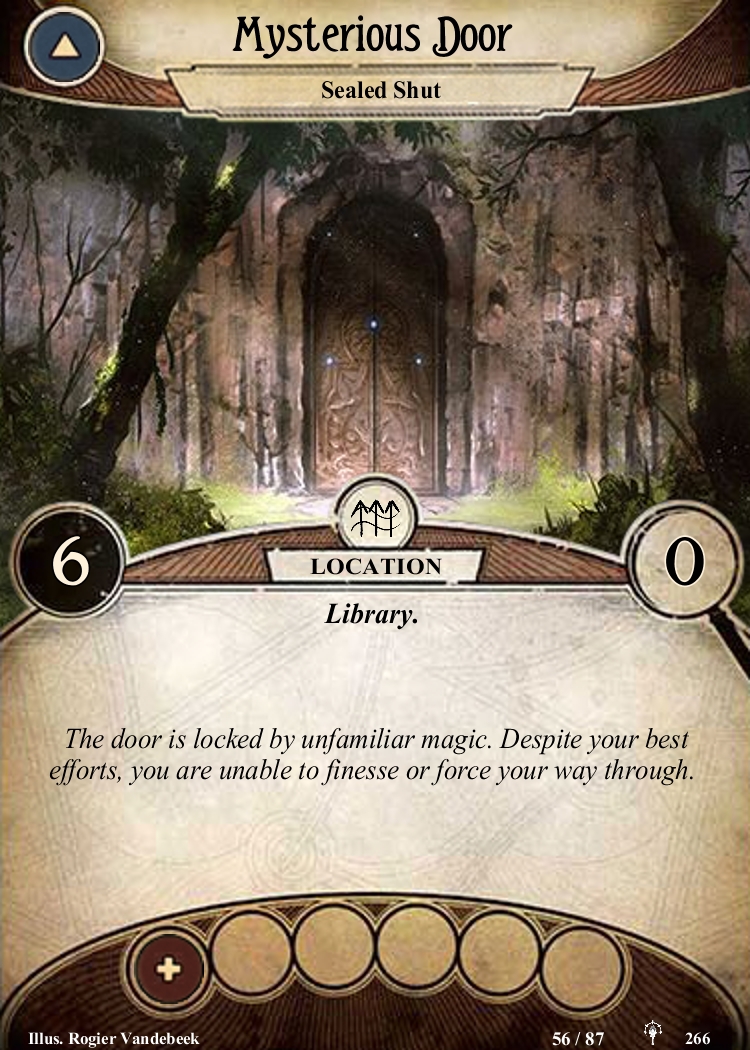 Mysterious Door
Sealed Shut
6
LOCATION
0
Library.
The door is locked by unfamiliar magic. Despite your best
efforts, you are unable to finesse or force your way through.
Illus. Rogier Vandebeek
56 / 87
266